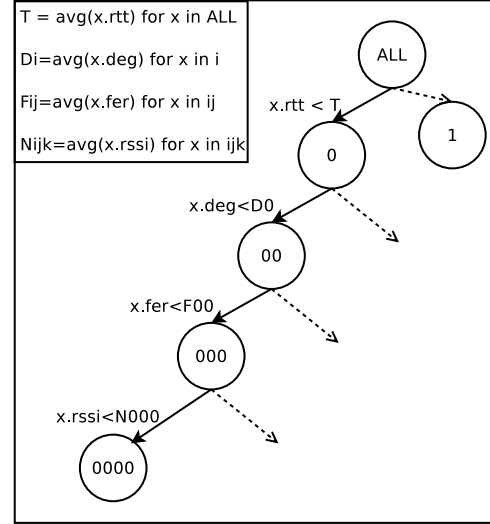 T = avg(x.rtt) for x in ALL
Di=avg(x.deg) for x in i
Fij=avg(x.fer) for x in ij
Nijk=avg(x.rssi) for x in ijk
ALL
x.rtt < T
1
0
x.deg<D0
00
x.fer<F00
000
x.rssi<N000
0000